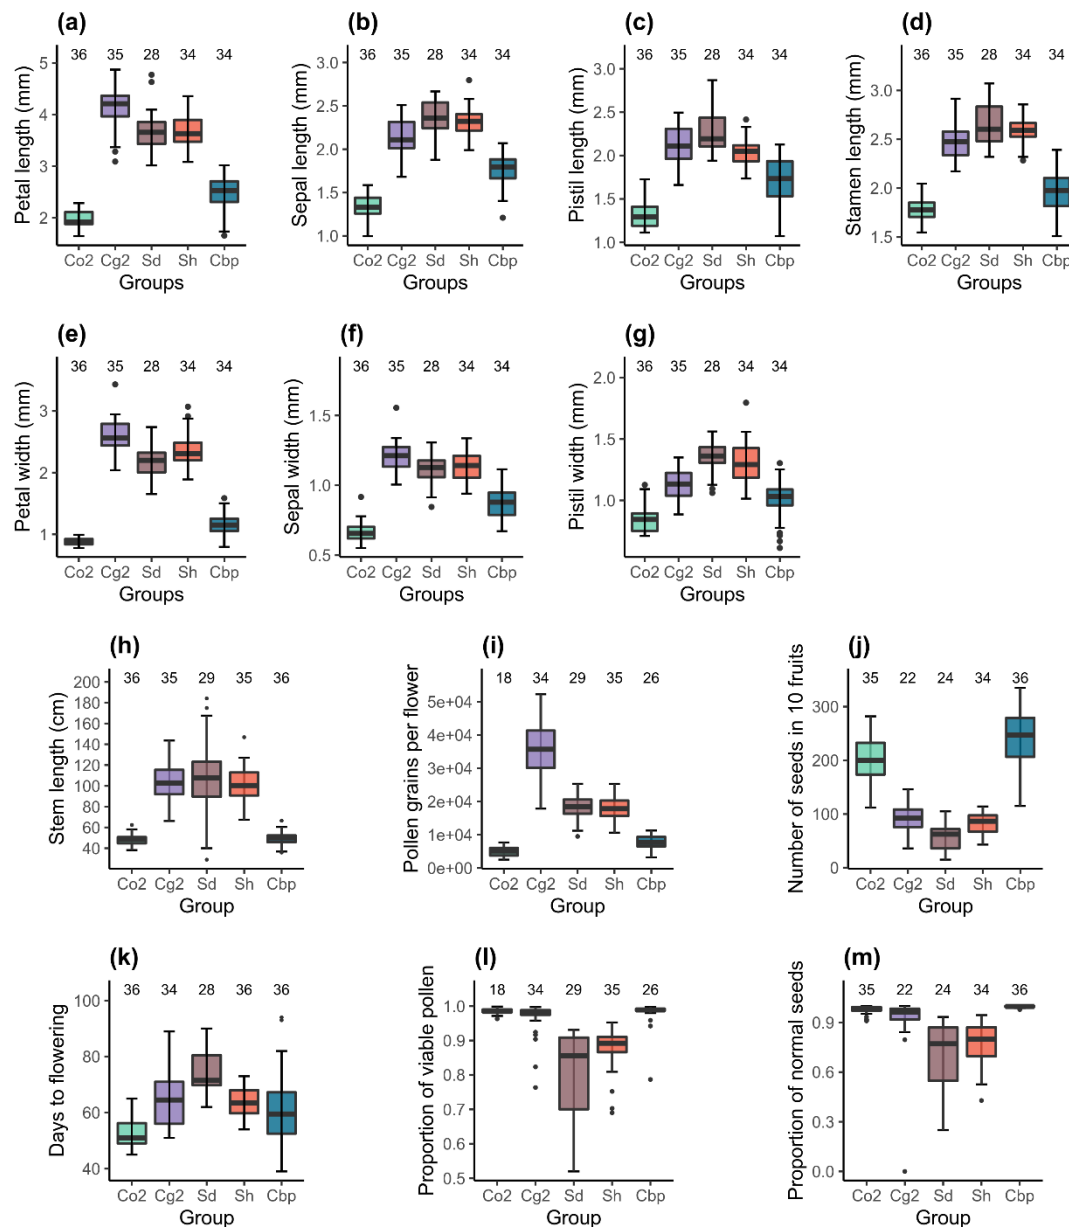 (a)
36 35 28 34 34
Petal length (mm)
5
4
3
2
Co2 Cg2 Sd Sh Cbp
Groups
(b)
36 35 28 34 34
Sepal length (mm)
3.0
2.5
2.0
1.5
1.0
Co2 Cg2 Sd Sh Cbp
Groups
(c)
36 35 28 34 34
Pistil length (mm)
3.0
2.5
2.0
1.5
1.0
Co2 Cg2 Sd Sh Cbp
Groups
(d)
36 35 28 34 34
Stamen length (mm)
3.0
2.5
2.0
1.5
Co2 Cg2 Sd Sh Cbp
Groups
(e)
36 35 28 34 34
Petal width (mm)
3
2
1
Co2 Cg2 Sd Sh Cbp
Groups
(f)
36 35 28 34 34
Sepal width (mm)
1.5
1.0
0.5
Co2 Cg2 Sd Sh Cbp
Groups
(g)
36 35 28 34 34
Pistil width (mm)
2.0
1.5
1.0
Co2 Cg2 Sd Sh Cbp
Groups
(h)
36 35 29 35 36
Stem length (cm)
200
180
160
140
120
100
80
60
40
Co2 Cg2 Sd Sh Cbp
Group
(i)
18 34 29 35 26
Pollen grains per flower
5e+04
4e+04
3e+04
2e+04
1e+04
0e+00
Co2 Cg2 Sd Sh Cbp
Group
(j)
35 22 24 34 36
Number of seeds in 10 fruits
300
200
100
0
Co2 Cg2 Sd Sh Cbp
Group
(k)
36 34 28 36 36
Days to flowering
100
80
60
40
Co2 Cg2 Sd Sh Cbp
Group
(l)
18 34 29 35 26
Proportion of viable pollen
1.0
0.9
0.8
0.7
0.6
0.5
Co2 Cg2 Sd Sh Cbp
Group
(m)
35 22 24 34 36
Proportion of normal seeds
0.9
0.6
0.3
0.0
Co2 Cg2 Sd Sh Cbp
Group